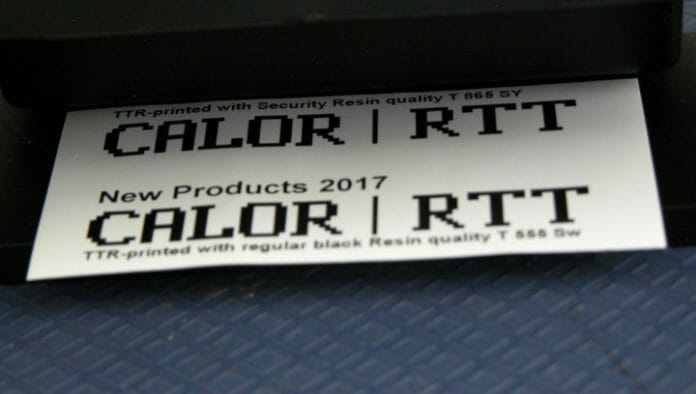 TTR-printed with Security Resin quality T 865 SY
CALOR | RTT
New Products 2017
CALOR | RTT
TTR-printed with regular black Resin quality T 555 Sw